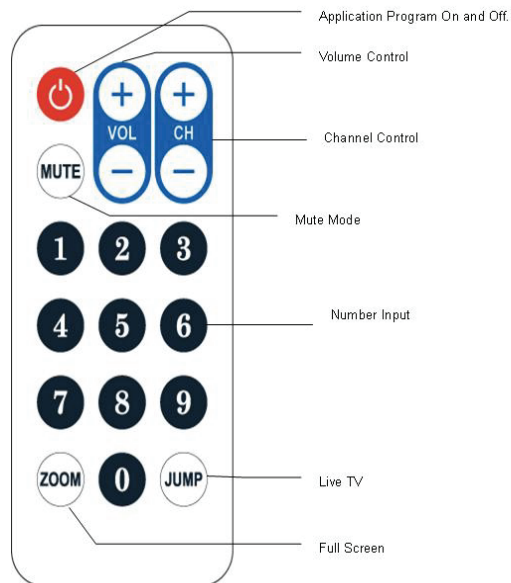 Application Program On and Off.
Volume Control
+ +
VOL CH
Channel Control
− −
MUTE
Mute Mode
1 2 3
4 5 6
Number Input
7 8 9
ZOOM 0 JUMP
Live TV
Full Screen